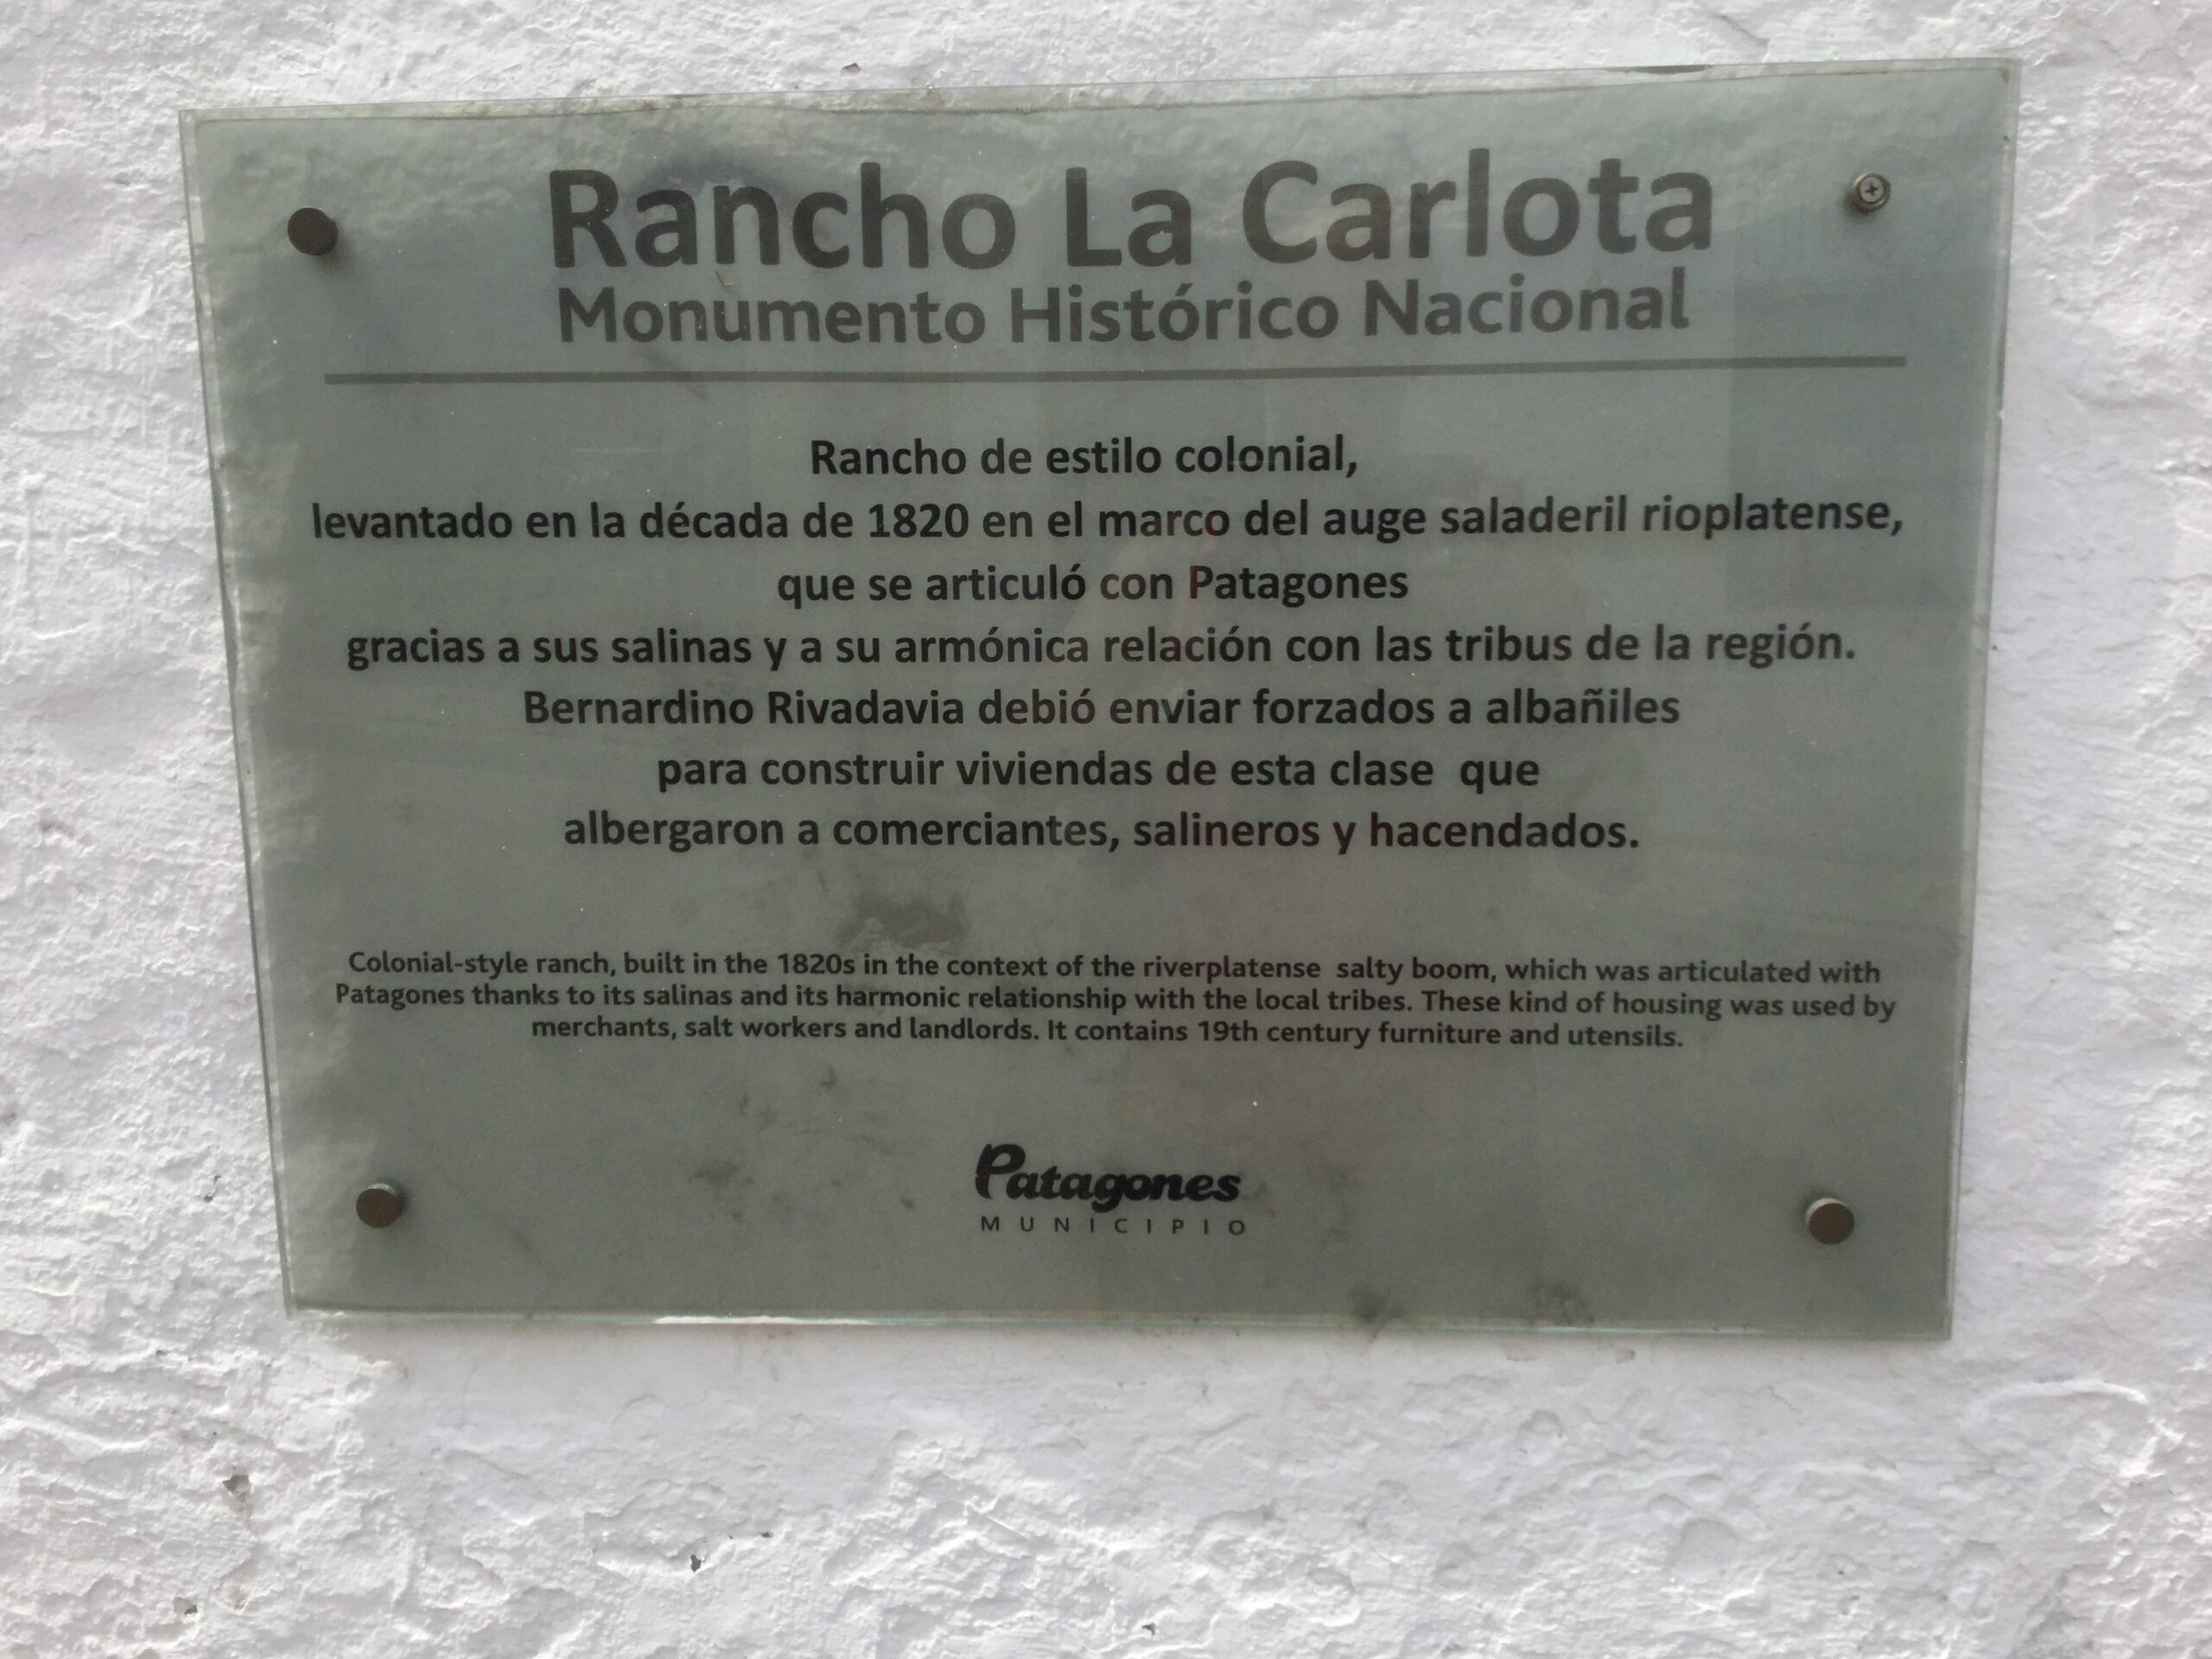 Rancho La Carlota
Monumento Histórico Nacional
Rancho de estilo colonial,
levantado en la década de 1820 en el marco del auge saladeril rioplatense,
que se articuló con Patagones
gracias a sus salinas y a su armónica relación con las tribus de la región.
Bernardino Rivadavia debió enviar forzados a albañiles
para construir viviendas de esta clase que
albergaron a comerciantes, salineros y hacendados.
Colonial-style ranch, built in the 1820s in the context of the riverplatense salty boom, which was articulated with
Patagones thanks to its salinas and its harmonic relationship with the local tribes. These kind of housing was used by
merchants, salt workers and landlords. It contains 19th century furniture and utensils.
Patagones
MUNICIPIO